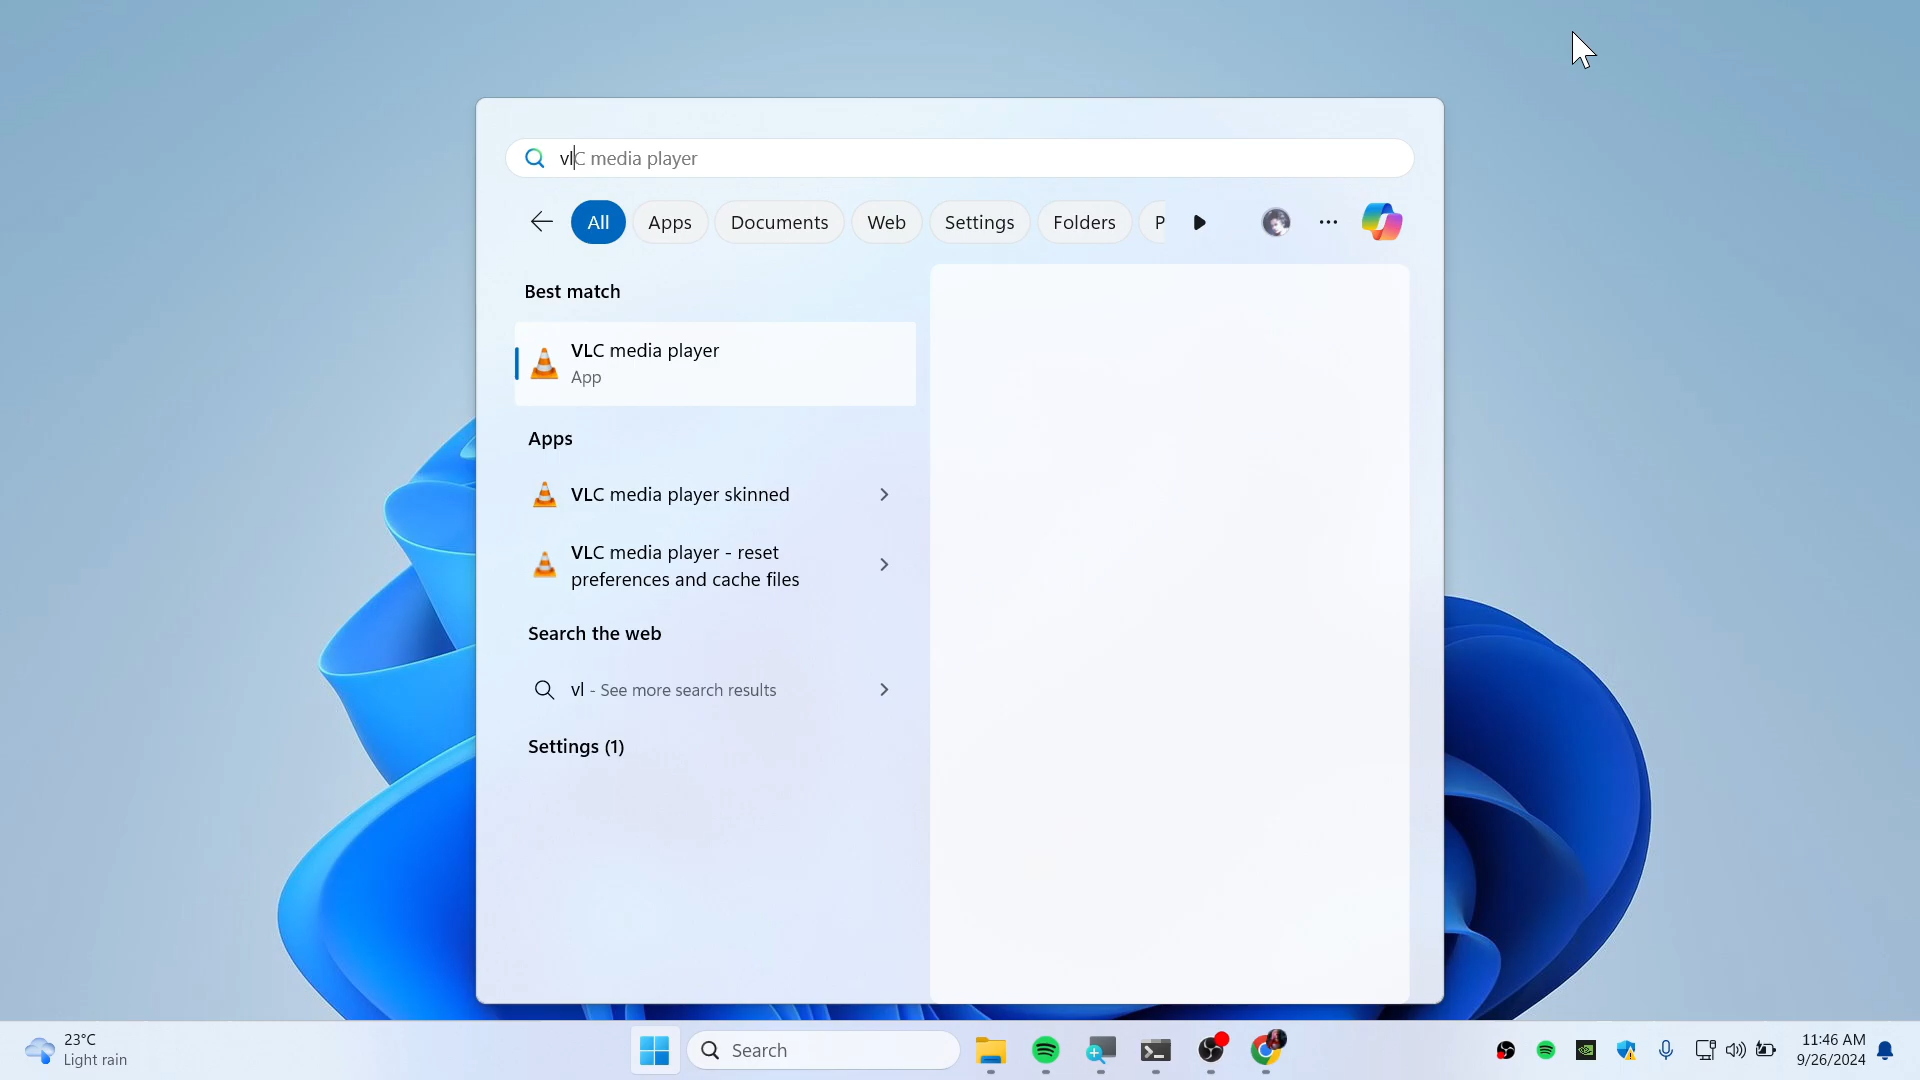 vlC media player
All
Apps
Documents
Web
Settings
Folders
P
Best match
VLC media player
App
Apps
VLC media player skinned
VLC media player - reset
preferences and cache files
Search the web
vl - See more search results
Settings (1)
23°C
Light rain
Search
11:46 AM
9/26/2024